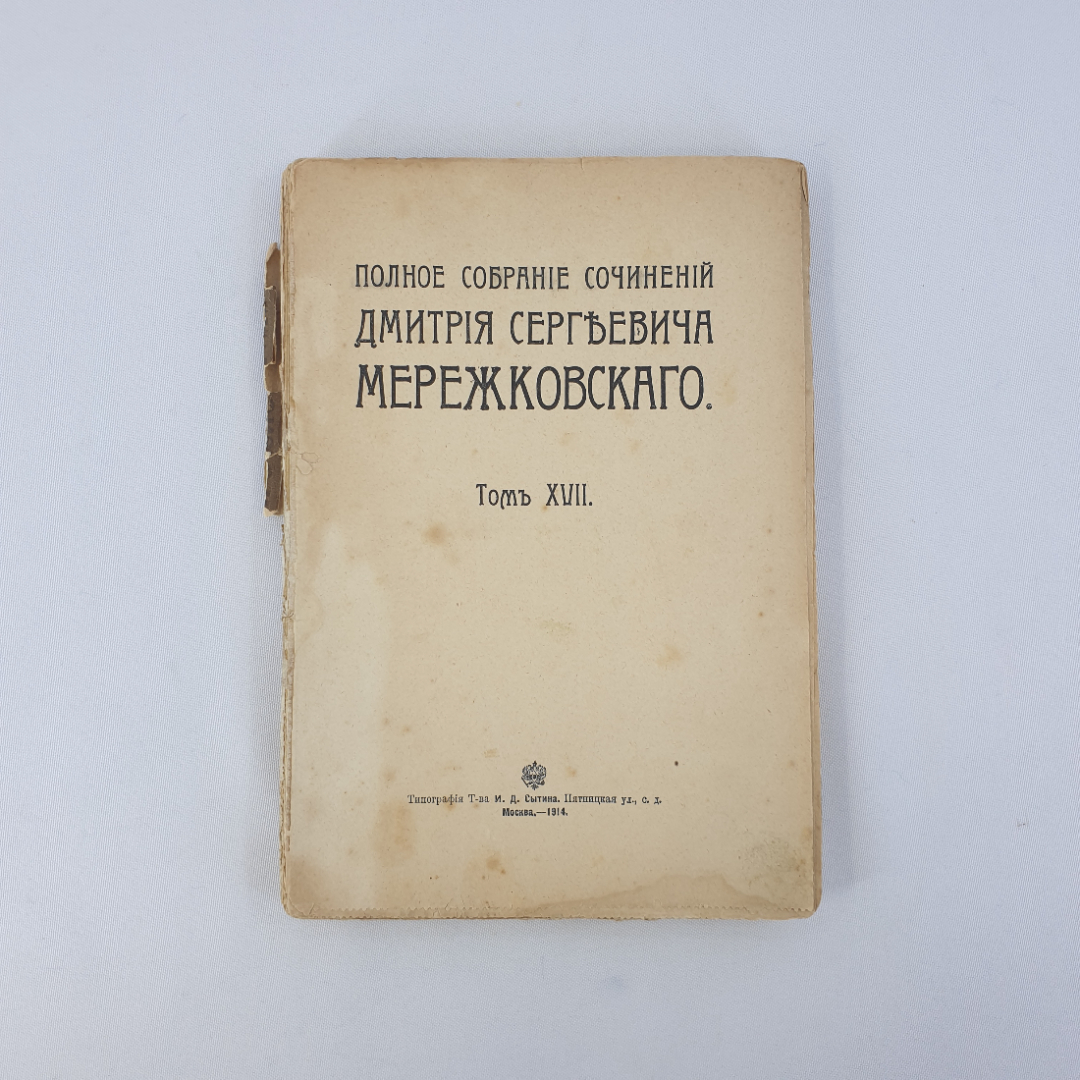 ПОЛНОЕ СОБРАНІЕ СОЧИНЕНІЙ
ДМИТРІЯ СЕРГѢЕВИЧА
МЕРЕЖКОВСКАГО.
Томъ XVII.
Типографія Т-ва И. Д. Сытина. Пятницкая ул., с. д.
Москва.—1914.